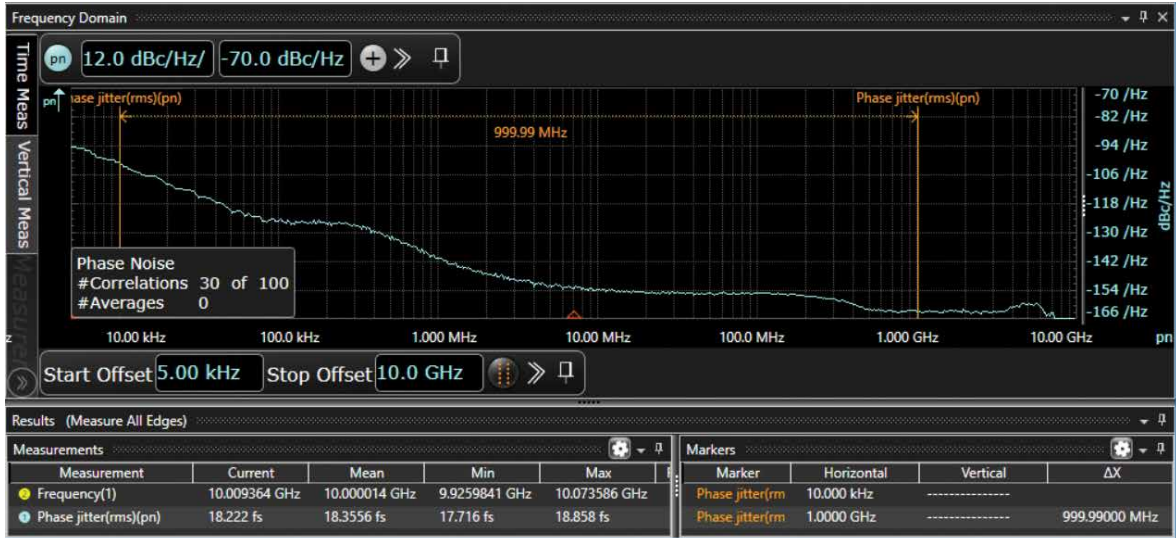 Frequency Domain
Time Meas
Vertical Meas
pn 12.0 dBc/Hz/ -70.0 dBc/Hz
pn
ase jitter(rms)(pn)
Phase jitter(rms)(pn)
999.99 MHz
-70 /Hz
-82 /Hz
-94 /Hz
-106 /Hz
-118 /Hz
-130 /Hz
-142 /Hz
-154 /Hz
-166 /Hz
dBc/Hz
Phase Noise
#Correlations 30 of 100
#Averages 0
z 10.00 kHz 100.0 kHz 1.000 MHz 10.00 MHz 100.0 MHz 1.000 GHz 10.00 GHz pn
Start Offset 5.00 kHz Stop Offset 10.0 GHz
Results (Measure All Edges)
Measurements
Measurement Current Mean Min Max
2 Frequency(1) 10.009364 GHz 10.000014 GHz 9.9259841 GHz 10.073586 GHz
1 Phase jitter(rms)(pn) 18.222 fs 18.3556 fs 17.716 fs 18.858 fs
Markers
Marker Horizontal Vertical ΔX
Phase jitter(rm 10.000 kHz ---------------
Phase jitter(rm 1.0000 GHz --------------- 999.99000 MHz